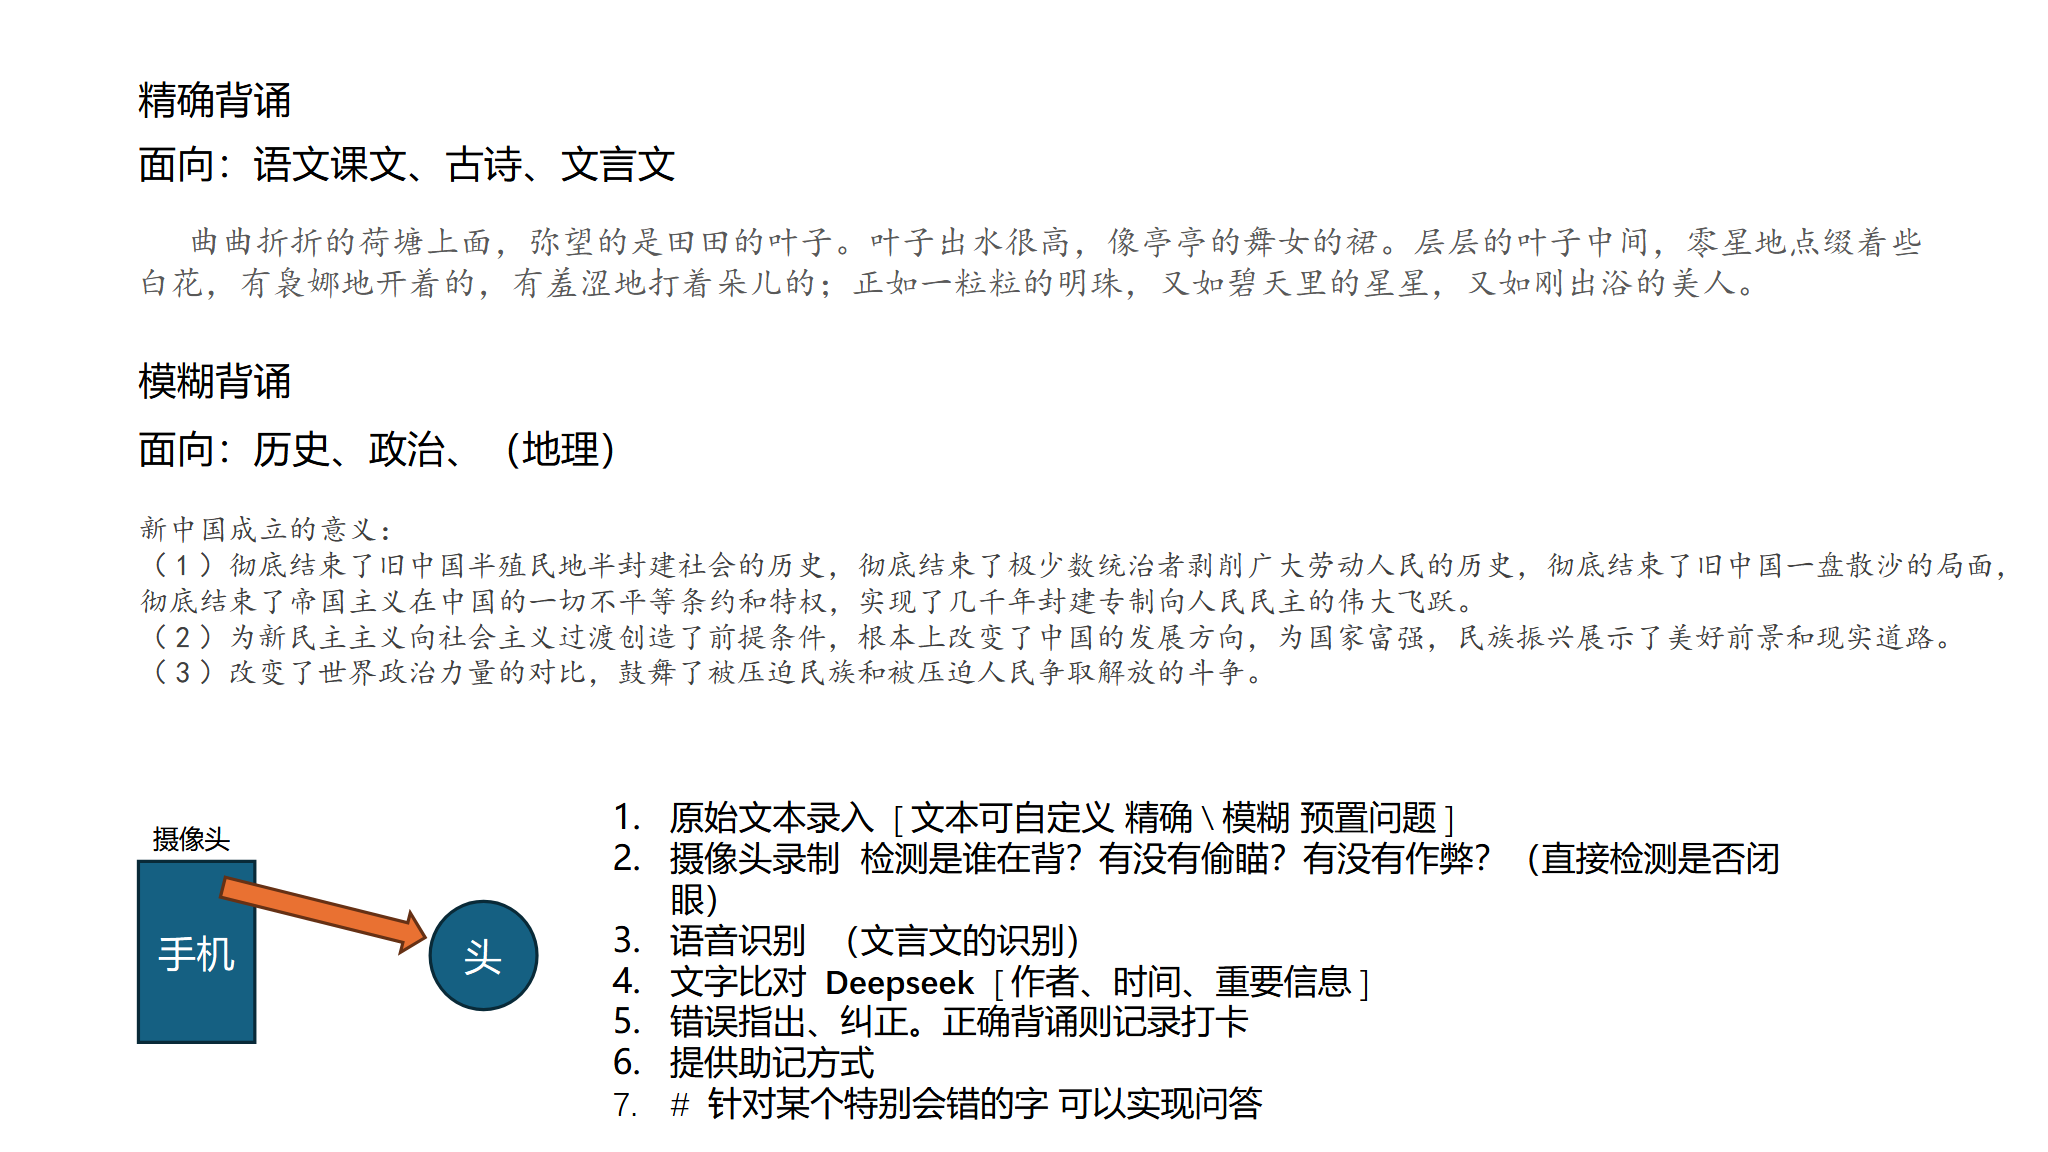 精确背诵
面向：语文课文、古诗、文言文
曲曲折折的荷塘上面，弥望的是田田的叶子。叶子出水很高，像亭亭的舞女的裙。层层的叶子中间，零星地点缀着些
白花，有袅娜地开着的，有羞涩地打着朵儿的；正如一粒粒的明珠，又如碧天里的星星，又如刚出浴的美人。
模糊背诵
面向：历史、政治、（地理）
新中国成立的意义：
（1）彻底结束了旧中国半殖民地半封建社会的历史，彻底结束了极少数统治者剥削广大劳动人民的历史，彻底结束了旧中国一盘散沙的局面，
彻底结束了帝国主义在中国的一切不平等条约和特权，实现了几千年封建专制向人民民主的伟大飞跃。
（2）为新民主主义向社会主义过渡创造了前提条件，根本上改变了中国的发展方向，为国家富强，民族振兴展示了美好前景和现实道路。
（3）改变了世界政治力量的对比，鼓舞了被压迫民族和被压迫人民争取解放的斗争。
摄像头
手机
头
1. 原始文本录入 [ 文本可自定义 精确 \ 模糊 预置问题 ]
2. 摄像头录制 检测是谁在背？有没有偷瞄？有没有作弊？（直接检测是否闭
眼）
3. 语音识别 （文言文的识别）
4. 文字比对 Deepseek [ 作者、时间、重要信息 ]
5. 错误指出、纠正。正确背诵则记录打卡
6. 提供助记方式
7. # 针对某个特别会错的字 可以实现问答